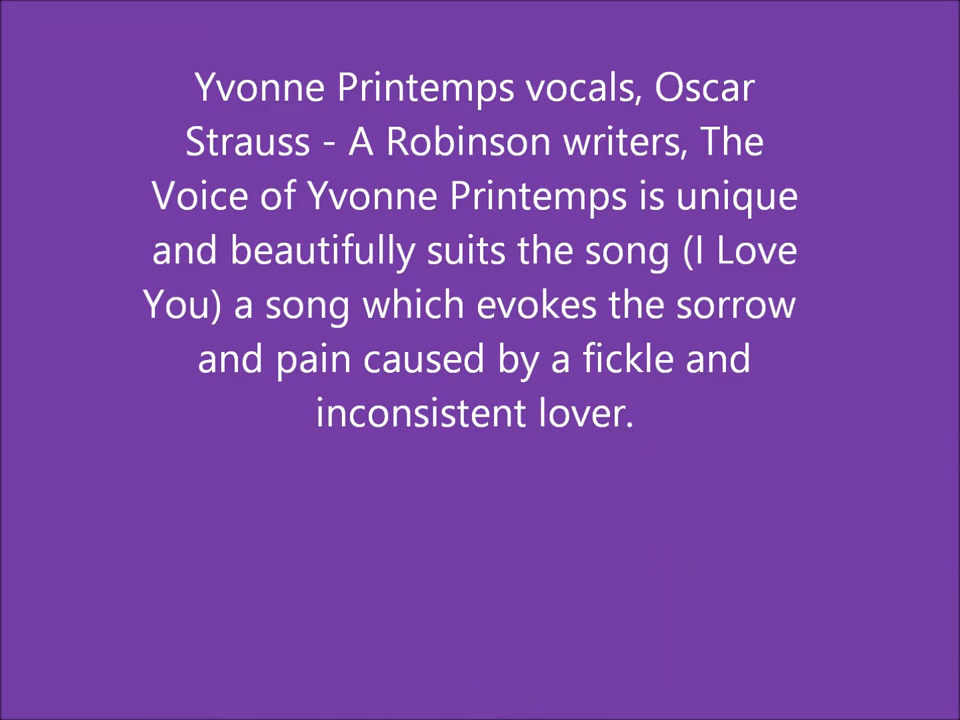 Yvonne Printemps vocals, Oscar
Strauss - A Robinson writers, The
Voice of Yvonne Printemps is unique
and beautifully suits the song (I Love
You) a song which evokes the sorrow
and pain caused by a fickle and
inconsistent lover.